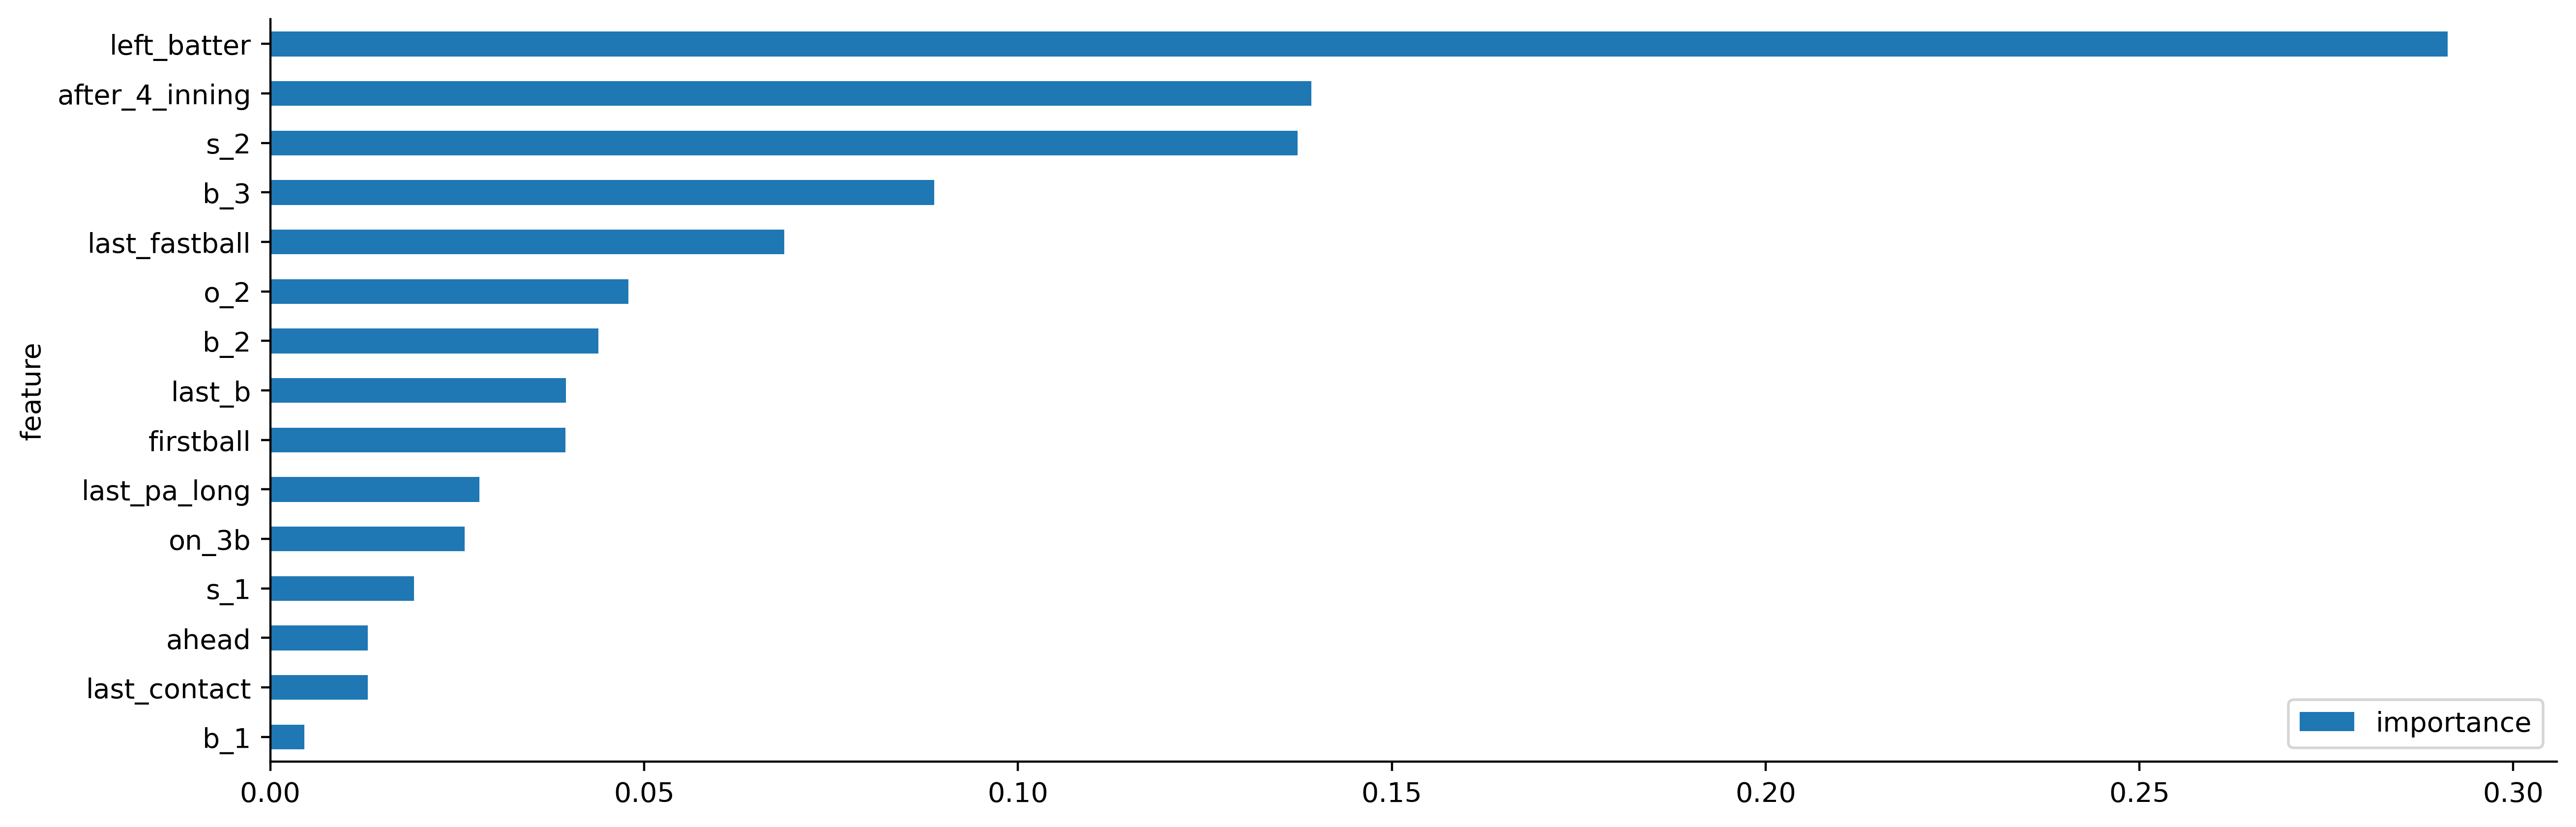 left_batter
after_4_inning
s_2
b_3
last_fastball
o_2
b_2
last_b
firstball
last_pa_long
on_3b
s_1
ahead
last_contact
b_1
feature
importance
0.00 0.05 0.10 0.15 0.20 0.25 0.30